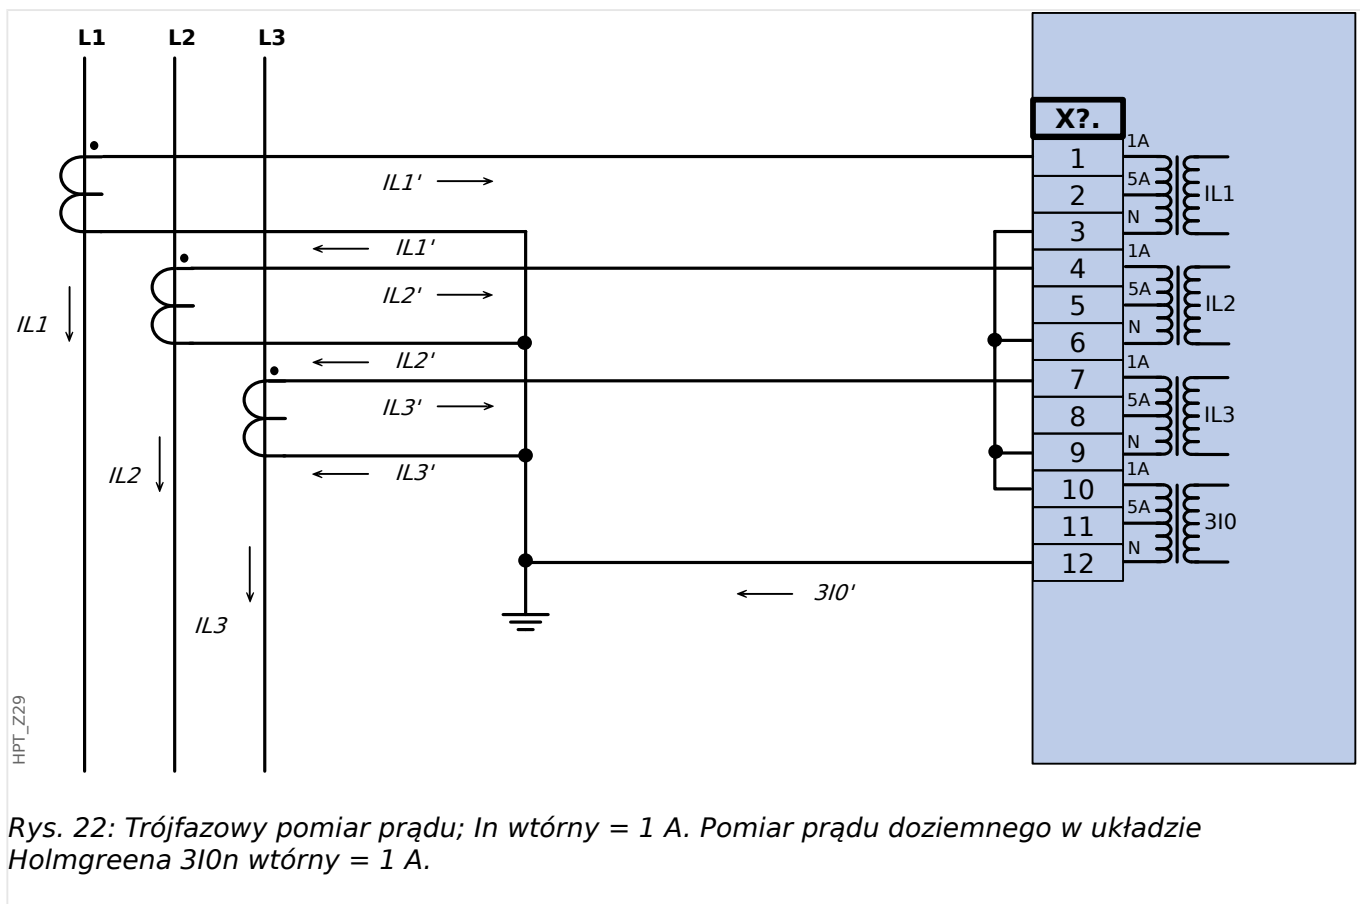 L1 L2 L3
X?.
1A
1
5A
2
IL1
N
3
IL1'
IL1'
1A
4
5A
5
IL2
N
6
IL2'
IL2'
1A
7
5A
8
IL3
N
9
IL3'
IL3'
1A
10
5A
11
3I0
N
12
3I0'
IL1
IL2
IL3
HPT_Z29
Rys. 22: Trójfazowy pomiar prądu; In wtórny = 1 A. Pomiar prądu doziemnego w układzie
Holmgreena 3I0n wtórny = 1 A.